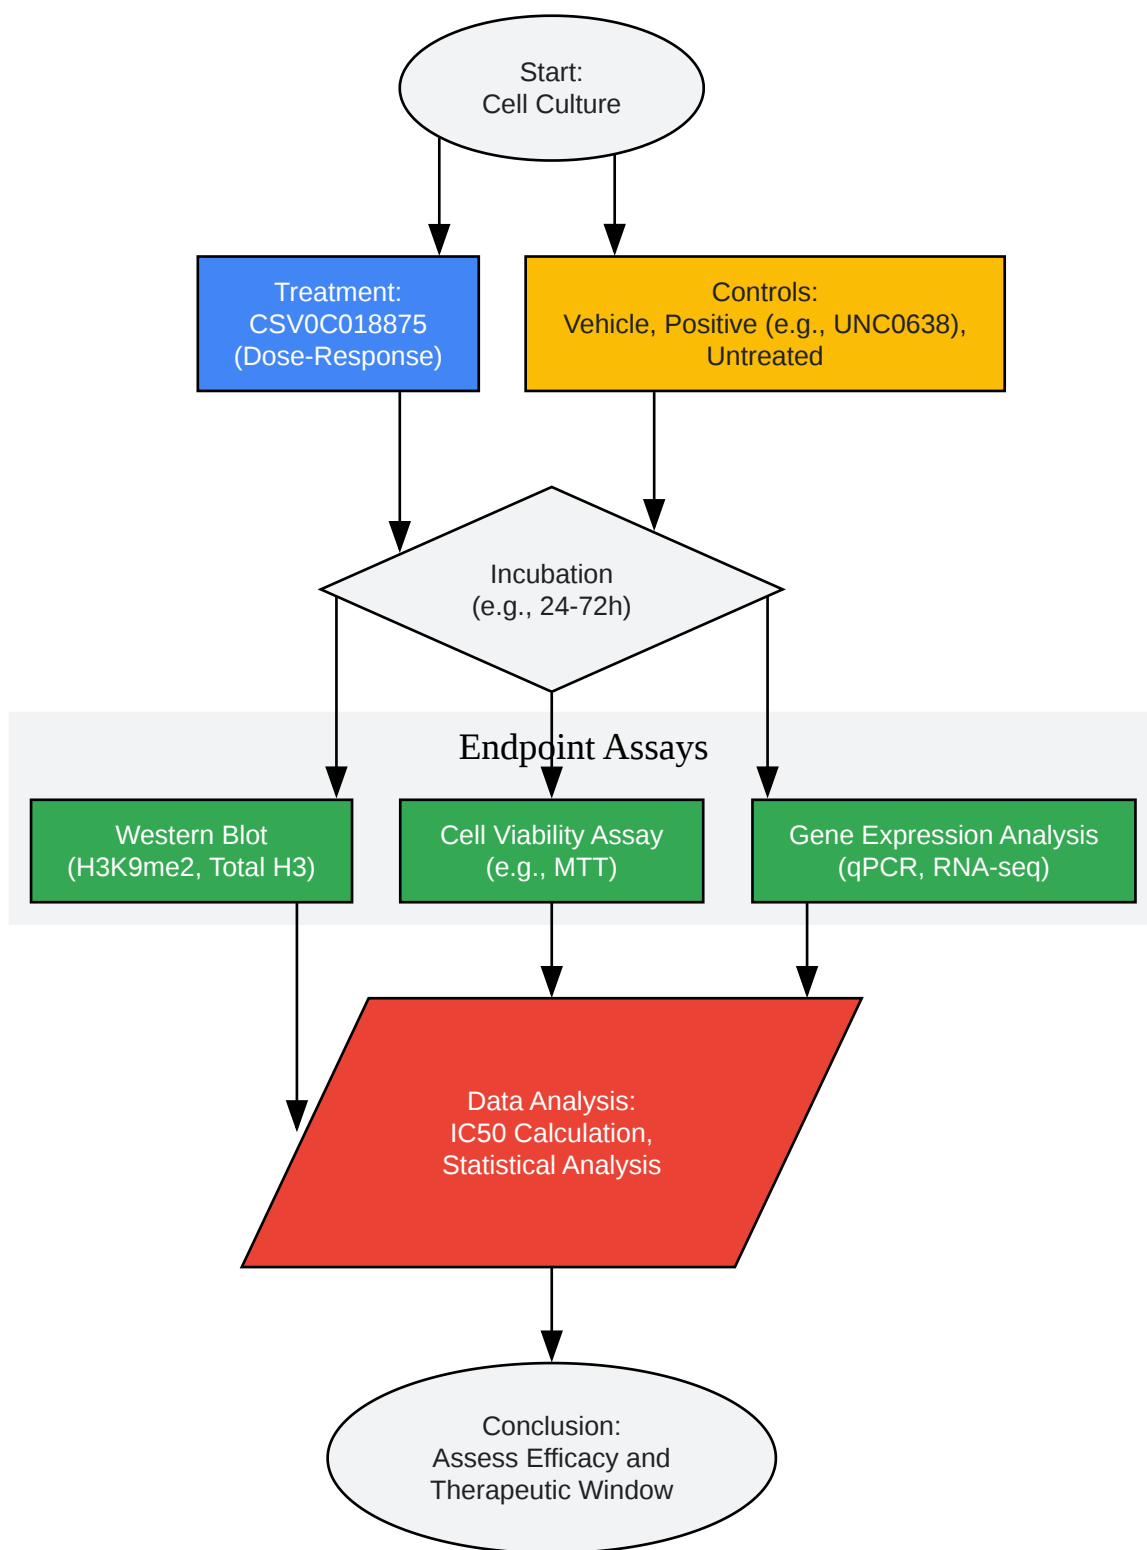 Start:
Cell Culture
Treatment:
CSV0C018875
(Dose-Response)
Controls:
Vehicle, Positive (e.g., UNC0638),
Untreated
Incubation
(e.g., 24-72h)
Endpoint Assays
Western Blot
(H3K9me2, Total H3)
Cell Viability Assay
(e.g., MTT)
Gene Expression Analysis
(qPCR, RNA-seq)
Data Analysis:
IC50 Calculation,
Statistical Analysis
Conclusion:
Assess Efficacy and
Therapeutic Window